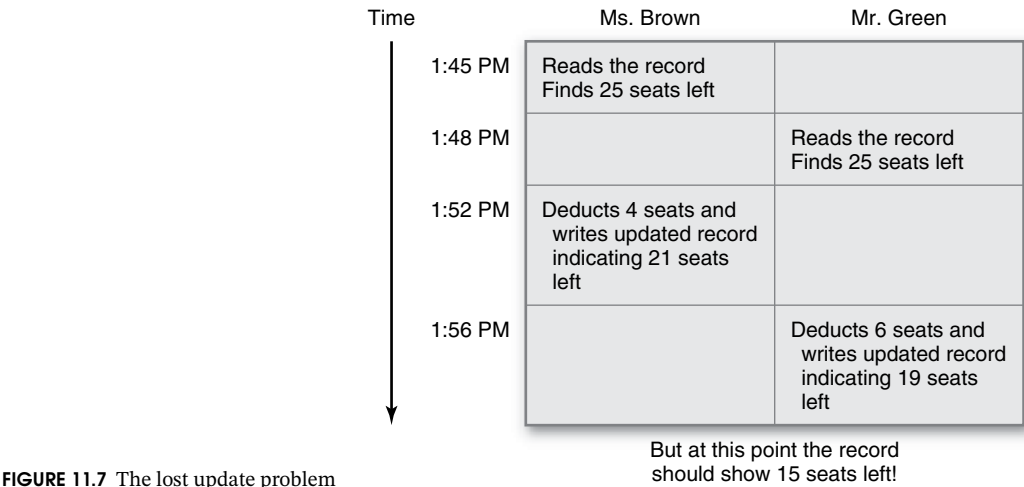 Time
Ms. Brown
Mr. Green
1:45 PM
Reads the record
Finds 25 seats left
1:48 PM
Reads the record
Finds 25 seats left
1:52 PM
Deducts 4 seats and
writes updated record
indicating 21 seats
left
1:56 PM
Deducts 6 seats and
writes updated record
indicating 19 seats
left
But at this point the record
should show 15 seats left!
FIGURE 11.7 The lost update problem